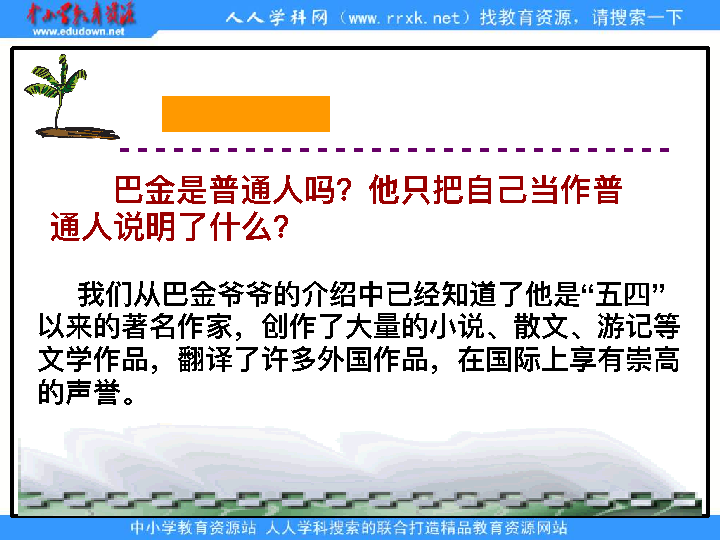 中小学教育资源
www.edudown.net
人人学科网（www.rrxk.net）找教育资源，请搜索一下
巴金是普通人吗？他只把自己当作普
通人说明了什么？
我们从巴金爷爷的介绍中已经知道了他是“五四”
以来的著名作家，创作了大量的小说、散文、游记等
文学作品，翻译了许多外国作品，在国际上享有崇高
的声誉。
中小学教育资源站 人人学科搜索的联合打造精品教育资源网站